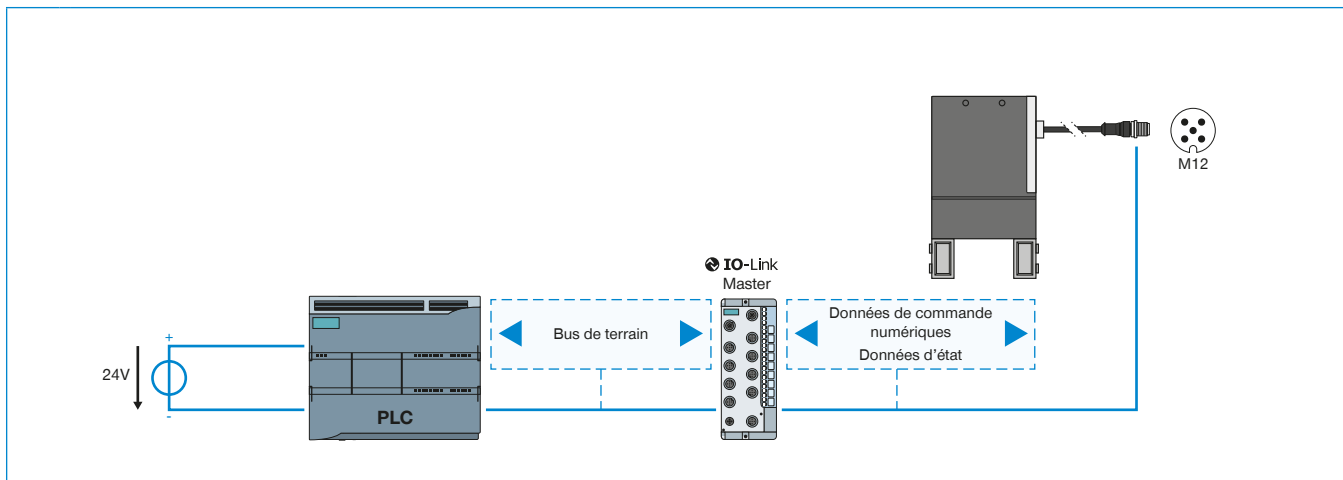 M12
IO-Link
Master
Données de commande
numériques
Données d'état
Bus de terrain
+
24V
-
PLC